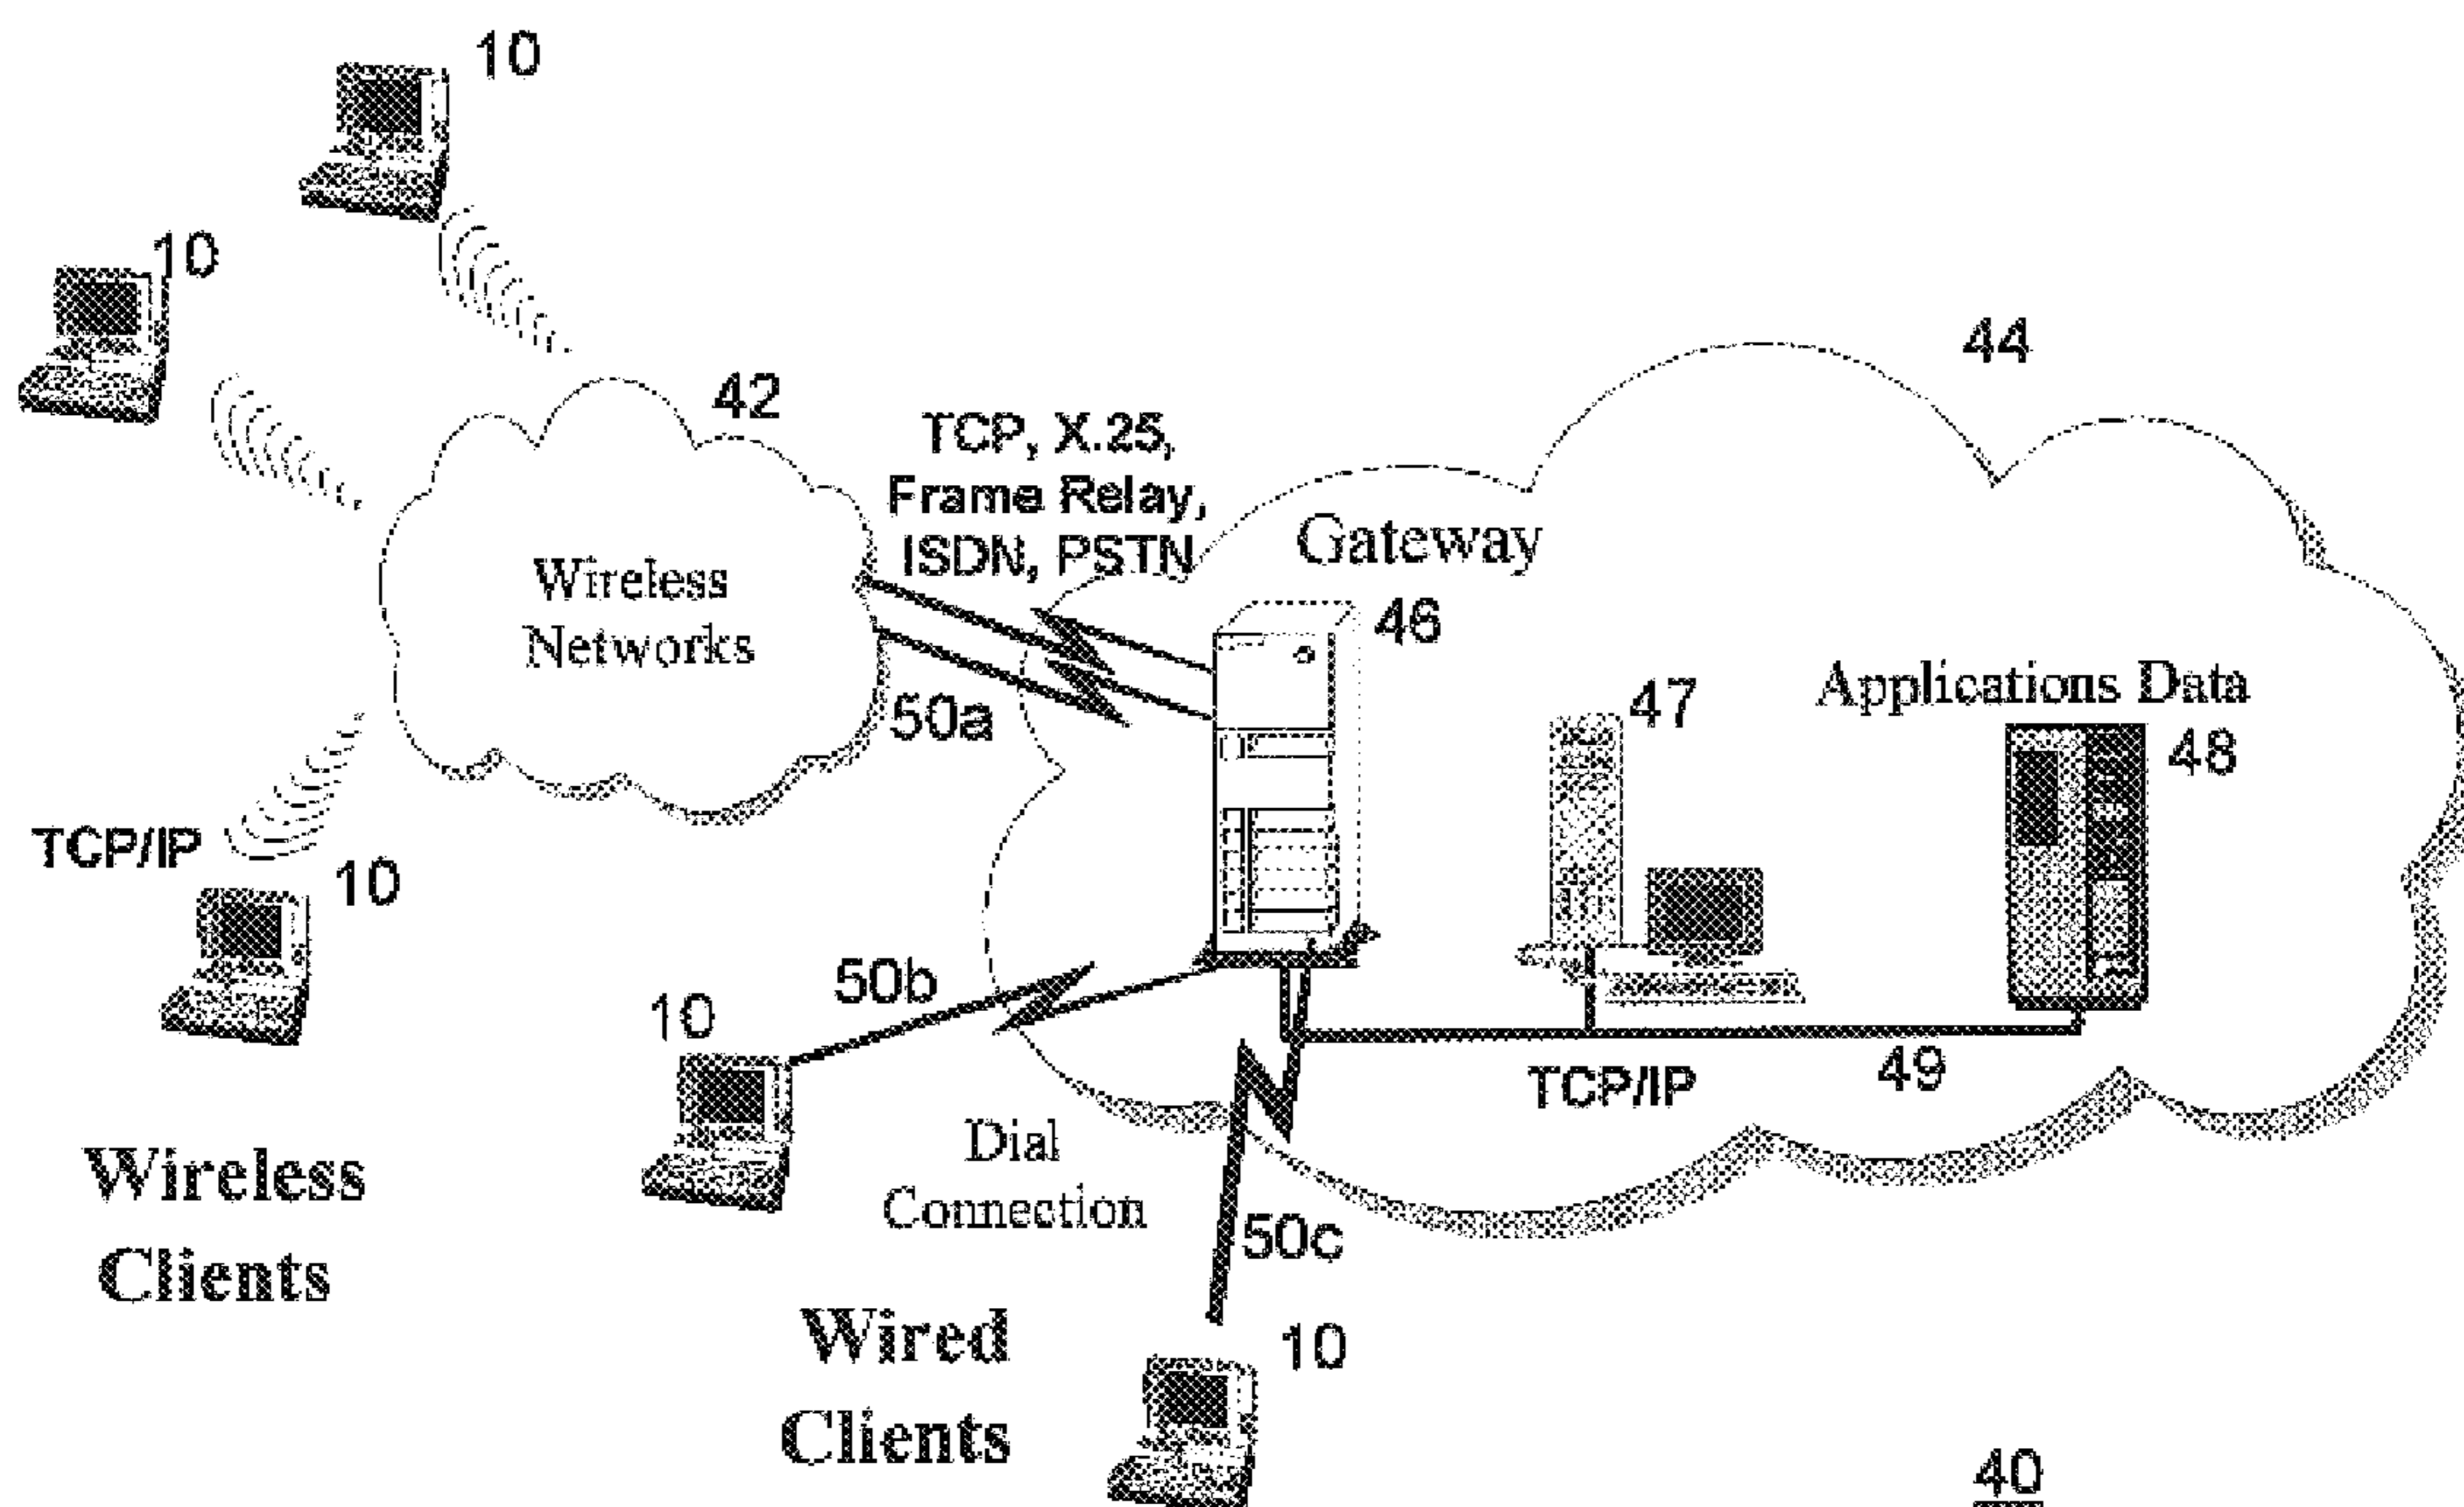 10
10
44
42
TCP, X.25,
Frame Relay,
ISDN, PSTN
Gateway
Wireless
Networks
46
50a
47
Applications Data
48
TCP/IP
10
50b
10
49
TCP/IP
Dial
Connection
Wireless
Clients
50c
Wired
Clients
10
40